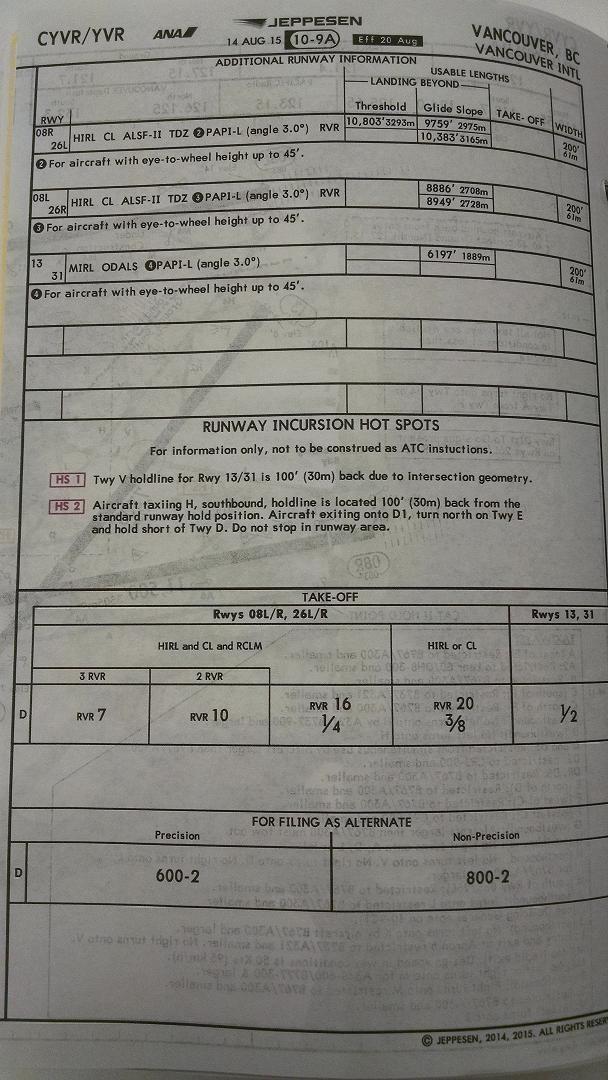 CYVR/YVR ANA JEPPESEN VANCOUVER, BC
14 AUG 15 10-9A Eff 20 Aug VANCOUVER INTL
ADDITIONAL RUNWAY INFORMATION
USABLE LENGTHS
LANDING BEYOND
RWY Threshold Glide Slope TAKE-OFF WIDTH
08R 10,803' 3293m 9759' 2975m 200'
26L HIRL CL ALSF-II TDZ ❷PAPI-L (angle 3.0°) RVR 10,383' 3165m 61m
❷For aircraft with eye-to-wheel height up to 45'.
08L 8886' 2708m 200'
26R HIRL CL ALSF-II TDZ ❸PAPI-L (angle 3.0°) RVR 8949' 2728m 61m
❸For aircraft with eye-to-wheel height up to 45'.
13 6197' 1889m 200'
31 MIRL ODALS ❹PAPI-L (angle 3.0°) 61m
❹For aircraft with eye-to-wheel height up to 45'.
RUNWAY INCURSION HOT SPOTS
For information only, not to be construed as ATC instuctions.
HS 1 Twy V holdline for Rwy 13/31 is 100' (30m) back due to intersection geometry.
HS 2 Aircraft taxiing H, southbound, holdline is located 100' (30m) back from the
standard runway hold position. Aircraft exiting onto D1, turn north on Twy E
and hold short of Twy D. Do not stop in runway area.
TAKE-OFF
Rwys 08L/R, 26L/R Rwys 13, 31
HIRL and CL and RCLM HIRL or CL
3 RVR 2 RVR
D RVR 7 RVR 10 RVR 16 1/4 RVR 20 3/8 1/2
FOR FILING AS ALTERNATE
Precision Non-Precision
D 600-2 800-2
© JEPPESEN, 2014, 2015. ALL RIGHTS